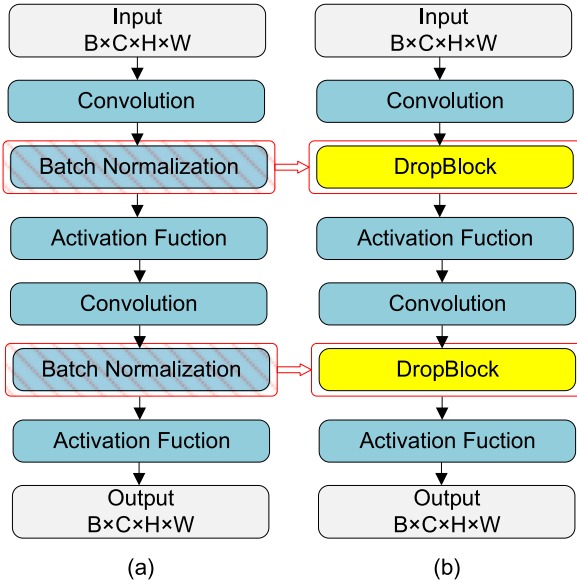 Input
B×C×H×W
Convolution
Batch Normalization
Activation Fuction
Convolution
Batch Normalization
Activation Fuction
Output
B×C×H×W
(a)
Input
B×C×H×W
Convolution
DropBlock
Activation Fuction
Convolution
DropBlock
Activation Fuction
Output
B×C×H×W
(b)